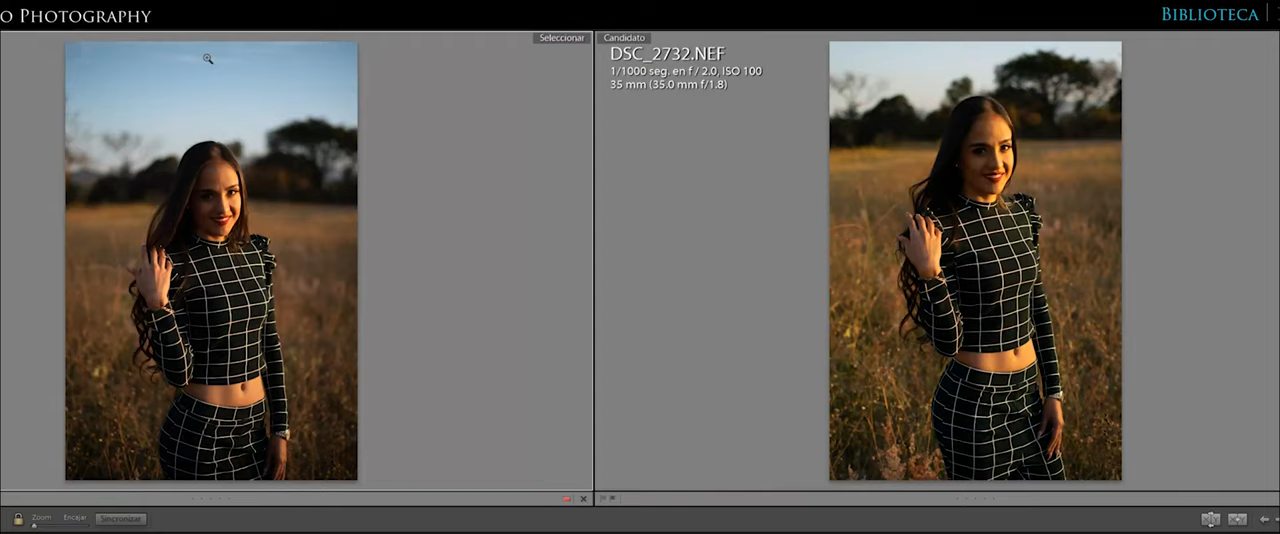 O PHOTOGRAPHY
BIBLIOTECA
Seleccionar
Candidato
DSC_2732.NEF
1/1000 seg. en f / 2.0, ISO 100
35 mm (35.0 mm f/1.8)
Zoom
Encajar
Sincronizar
X|Y